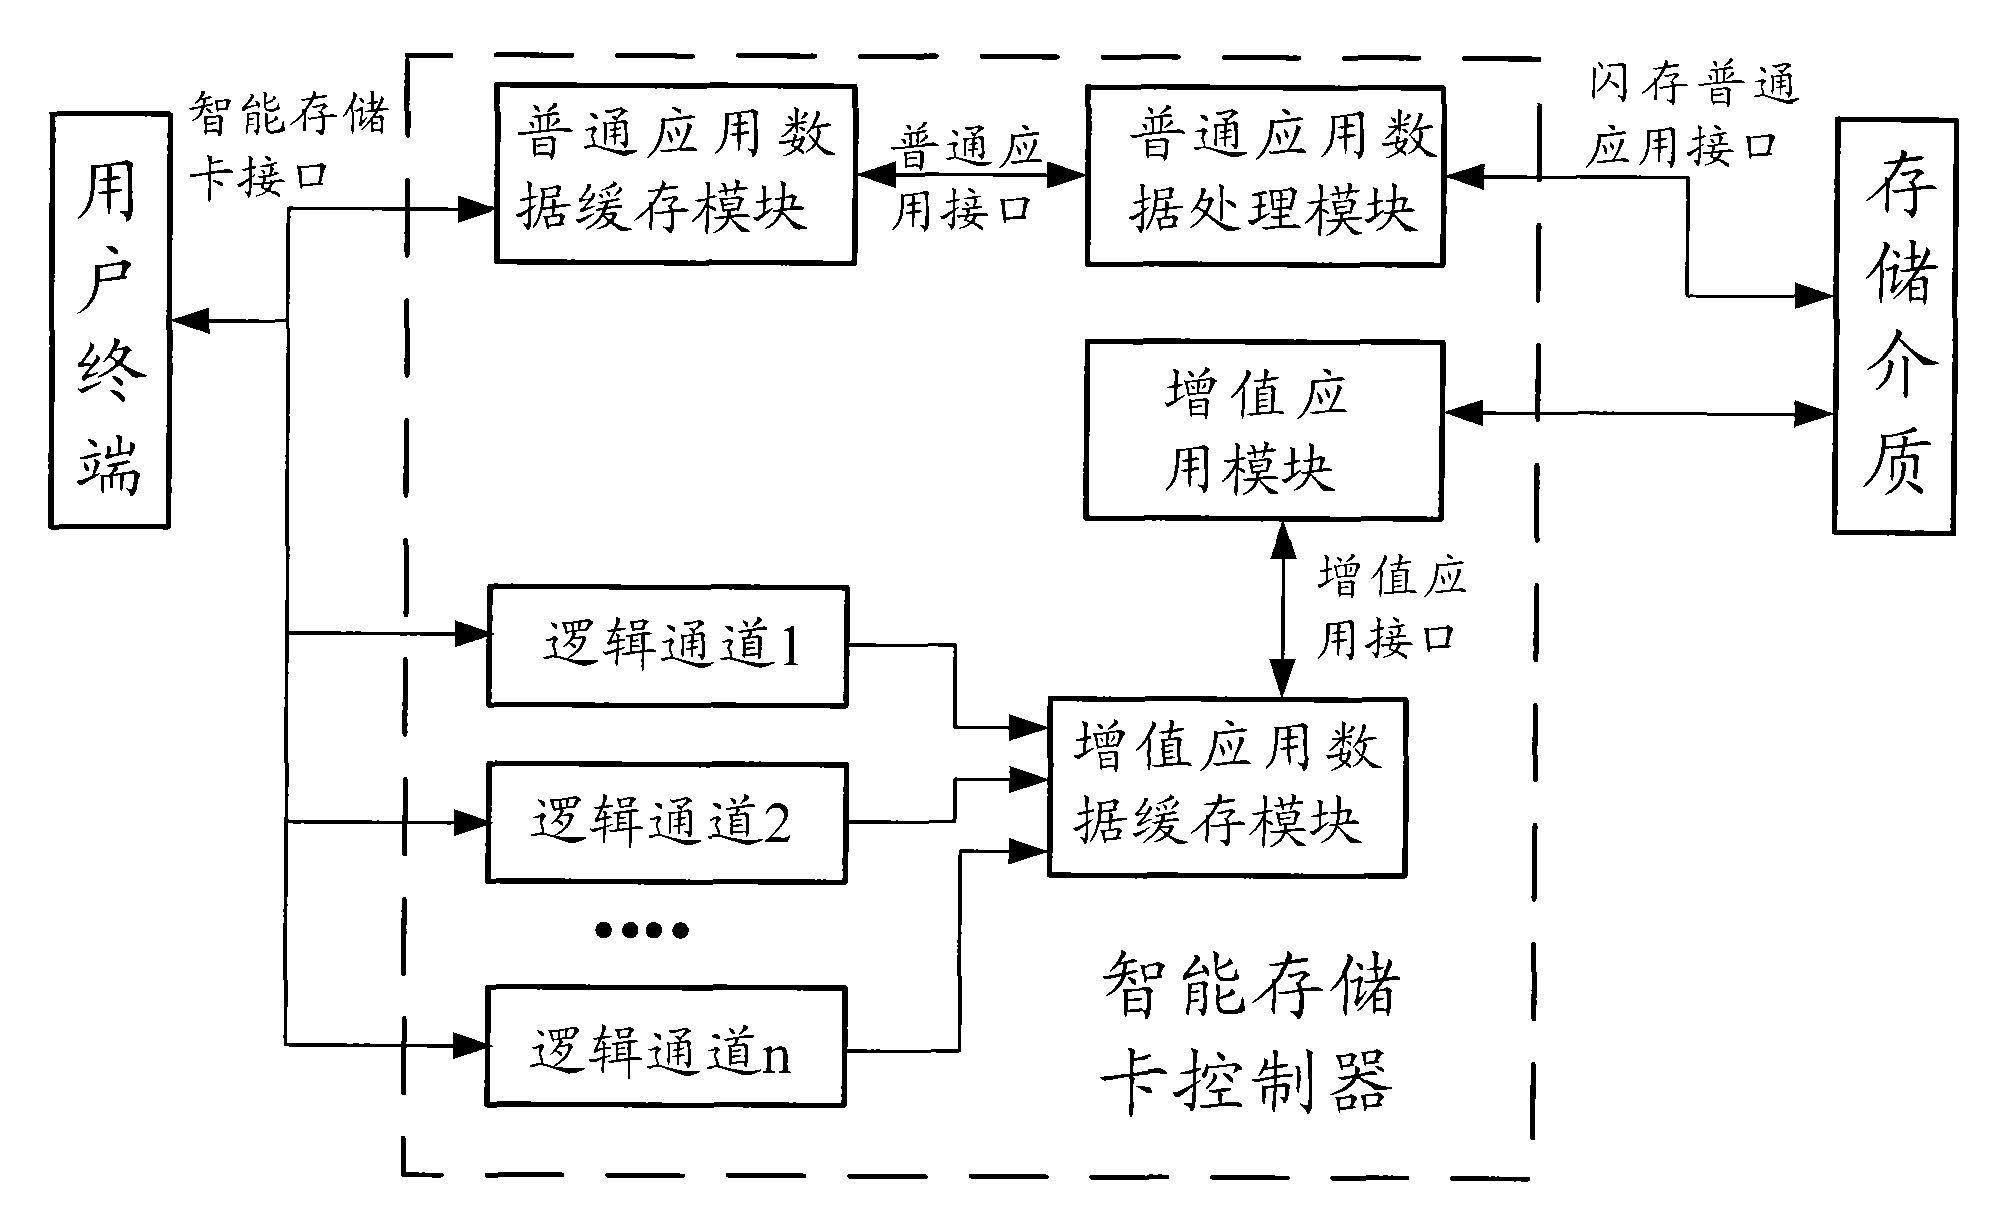 用户终端
智能存储
卡接口
普通应用数
据缓存模块
普通应
用接口
普通应用数
据处理模块
闪存普通
应用接口
存储介质
增值应
用模块
增值应
用接口
逻辑通道1
逻辑通道2
逻辑通道n
增值应用数
据缓存模块
智能存储
卡控制器